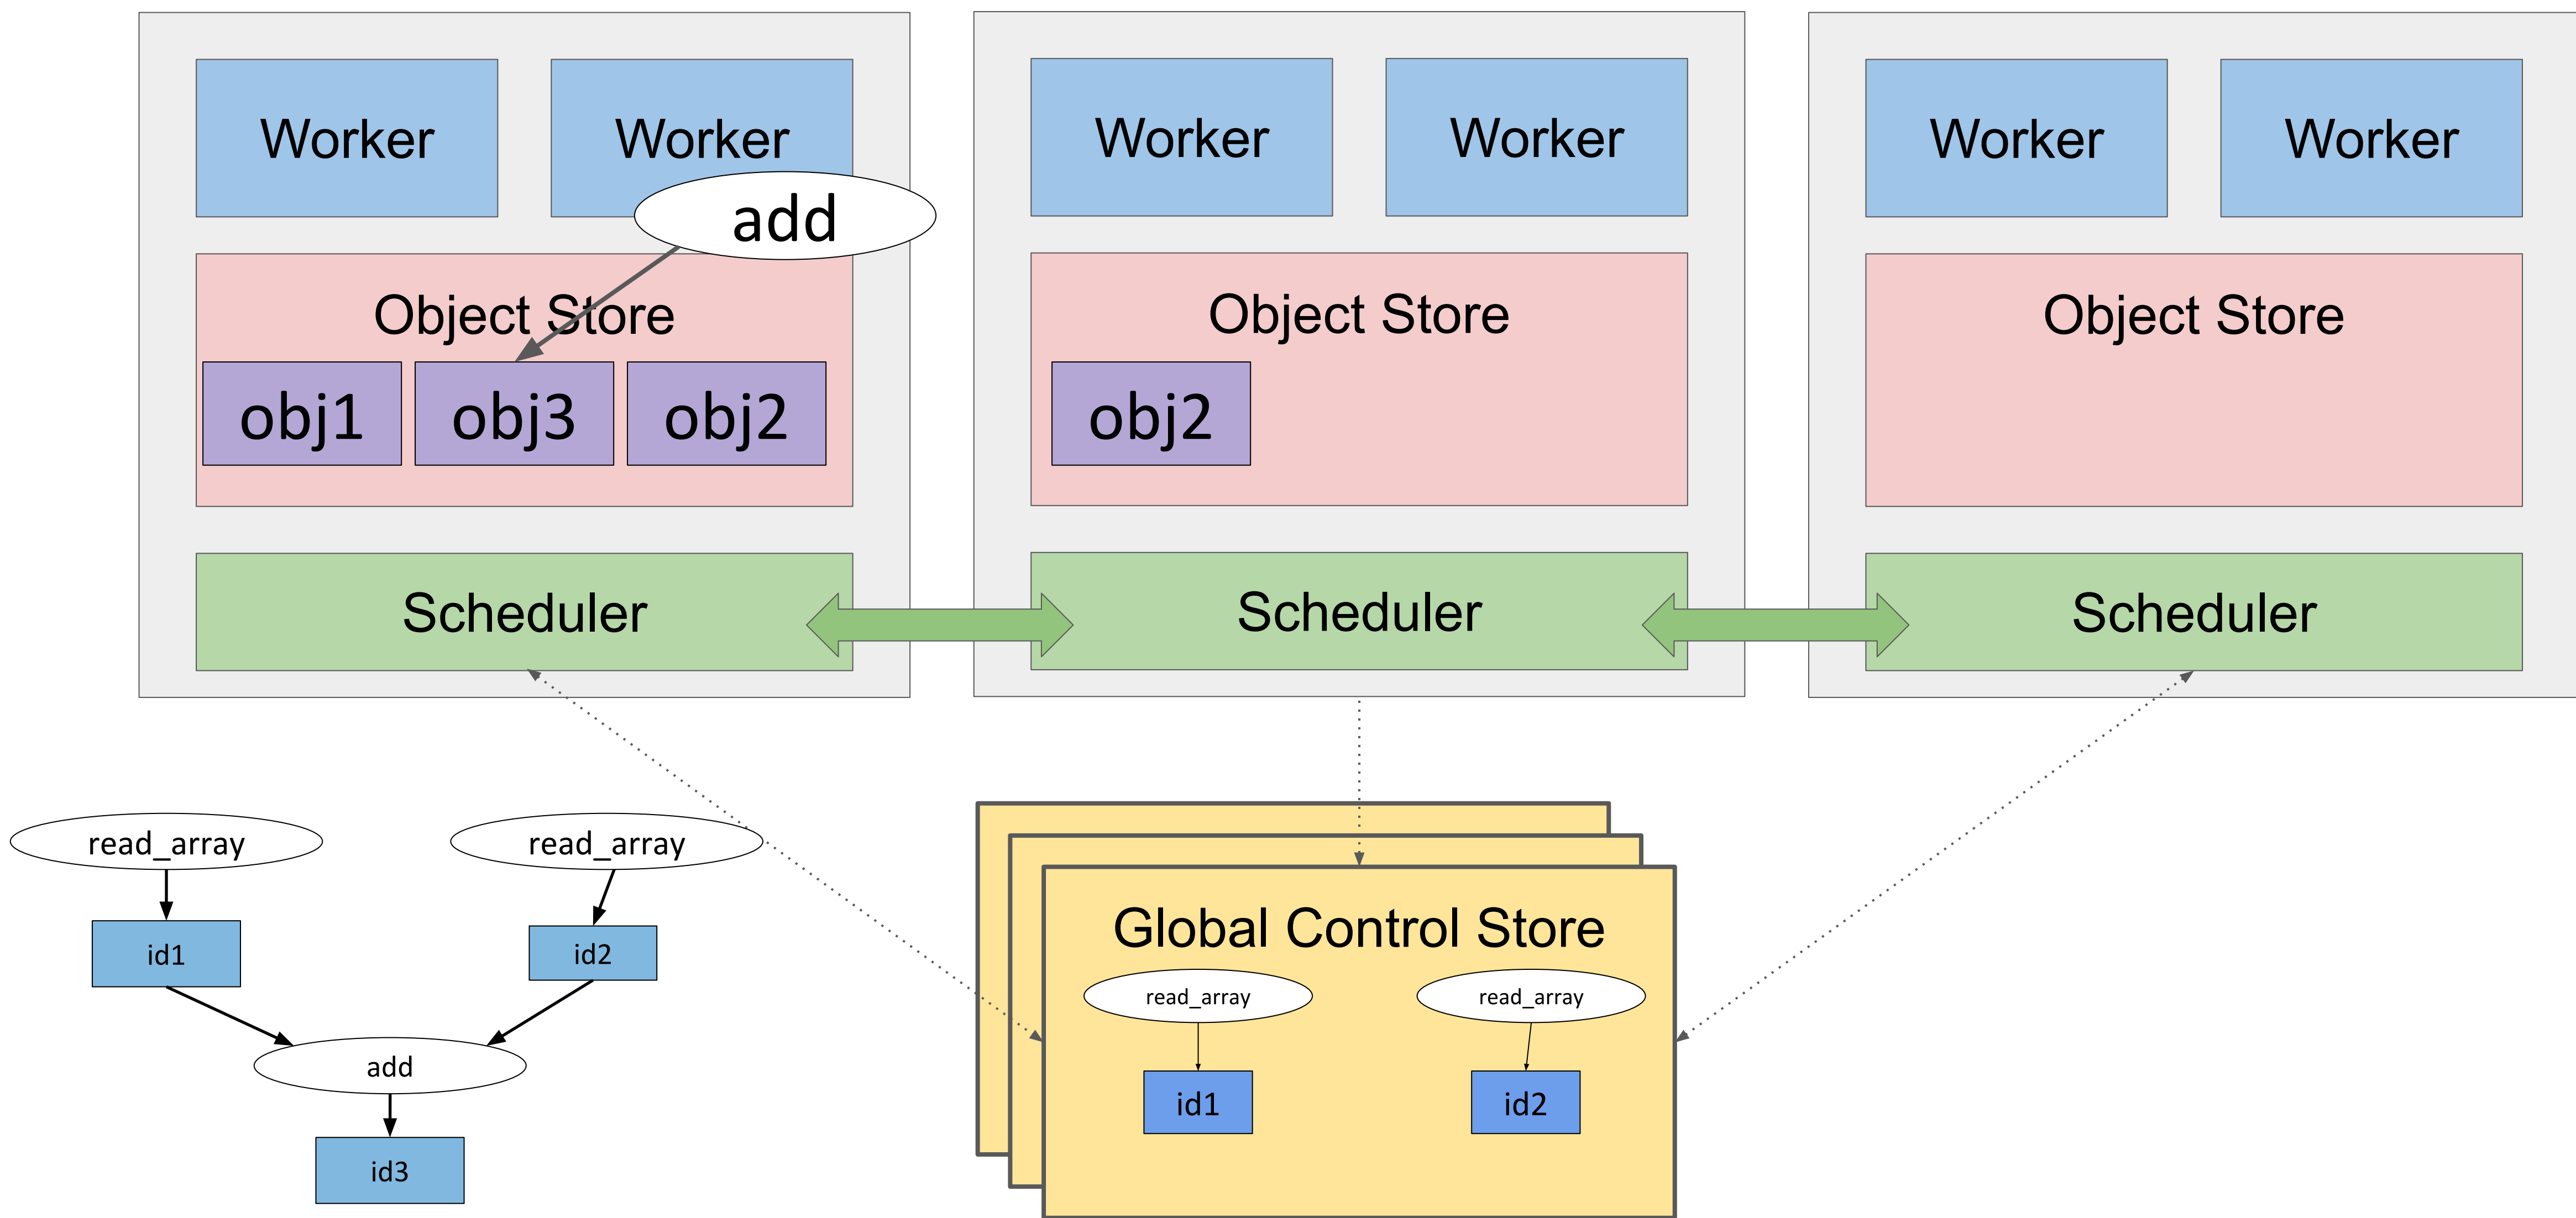 Worker
Worker
add
Object Store
obj1
obj3
obj2
Scheduler
Worker
Worker
Object Store
obj2
Scheduler
Worker
Worker
Object Store
Scheduler
read_array
read_array
id1
id2
add
id3
Global Control Store
read_array
read_array
id1
id2